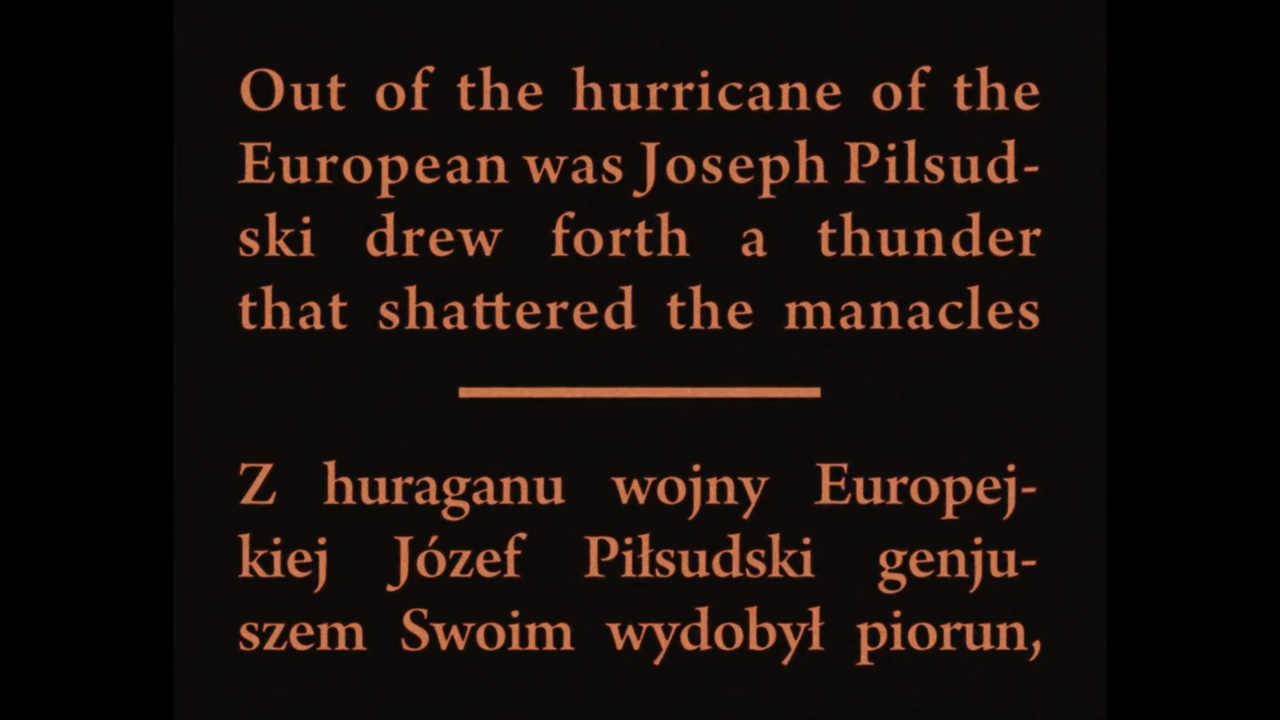 Out of the hurricane of the
European was Joseph Pilsud-
ski drew forth a thunder
that shattered the manacles
Z huraganu wojny Europej-
kiej Józef Piłsudski genju-
szem Swoim wydobył piorun,